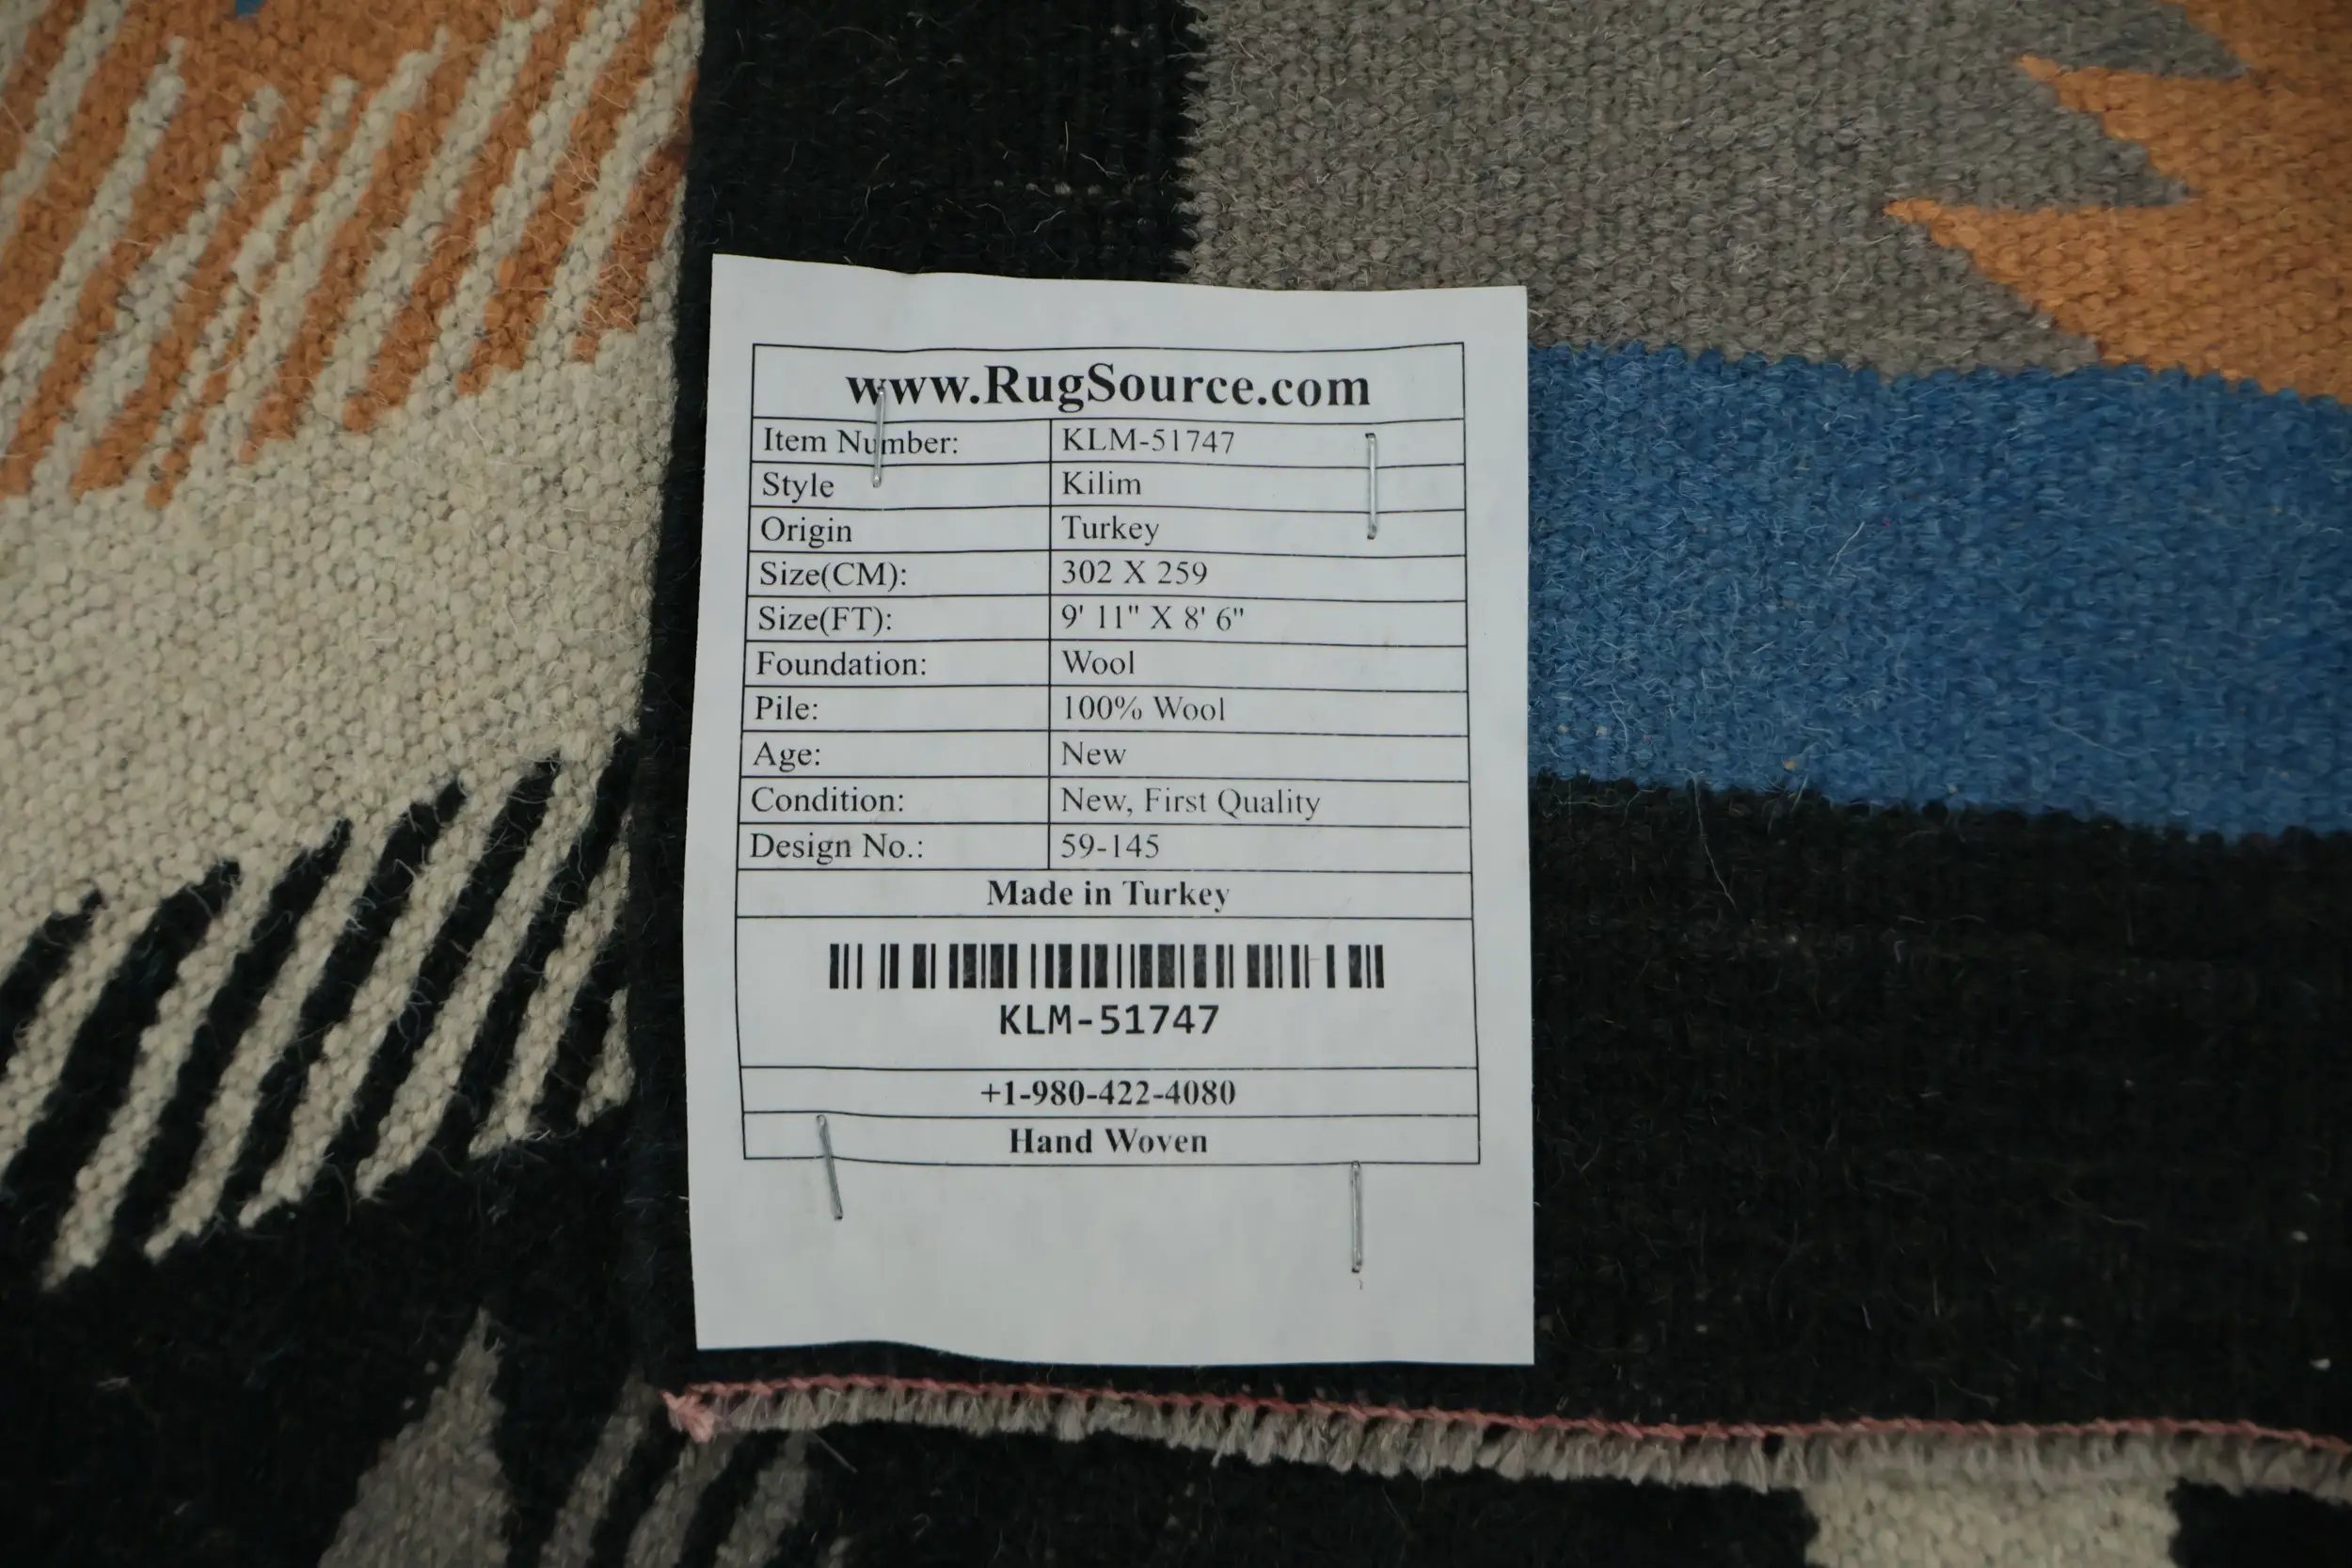 www.RugSource.com
Item Number: KLM-51747
Style Kilim
Origin Turkey
Size(CM): 302 X 259
Size(FT): 9' 11" X 8' 6"
Foundation: Wool
Pile: 100% Wool
Age: New
Condition: New, First Quality
Design No.: 59-145
Made in Turkey
KLM-51747
+1-980-422-4080
Hand Woven